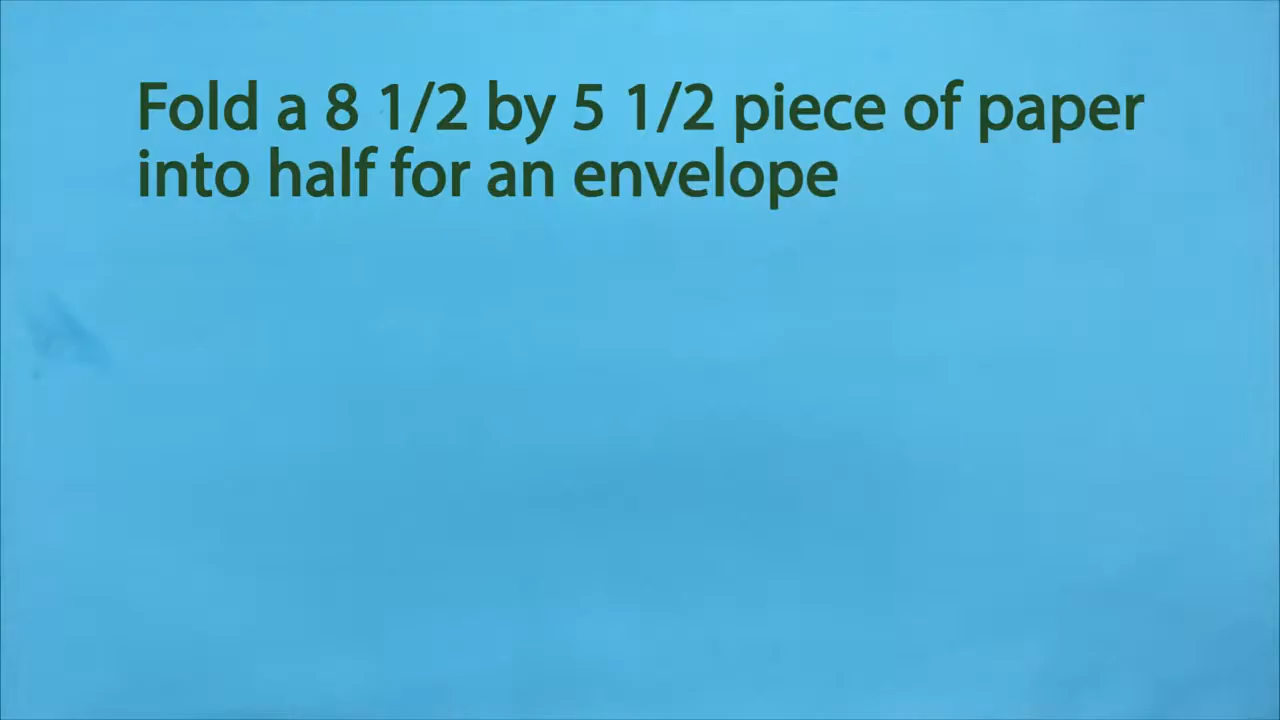 Fold a 8 1/2 by 5 1/2 piece of paper
into half for an envelope